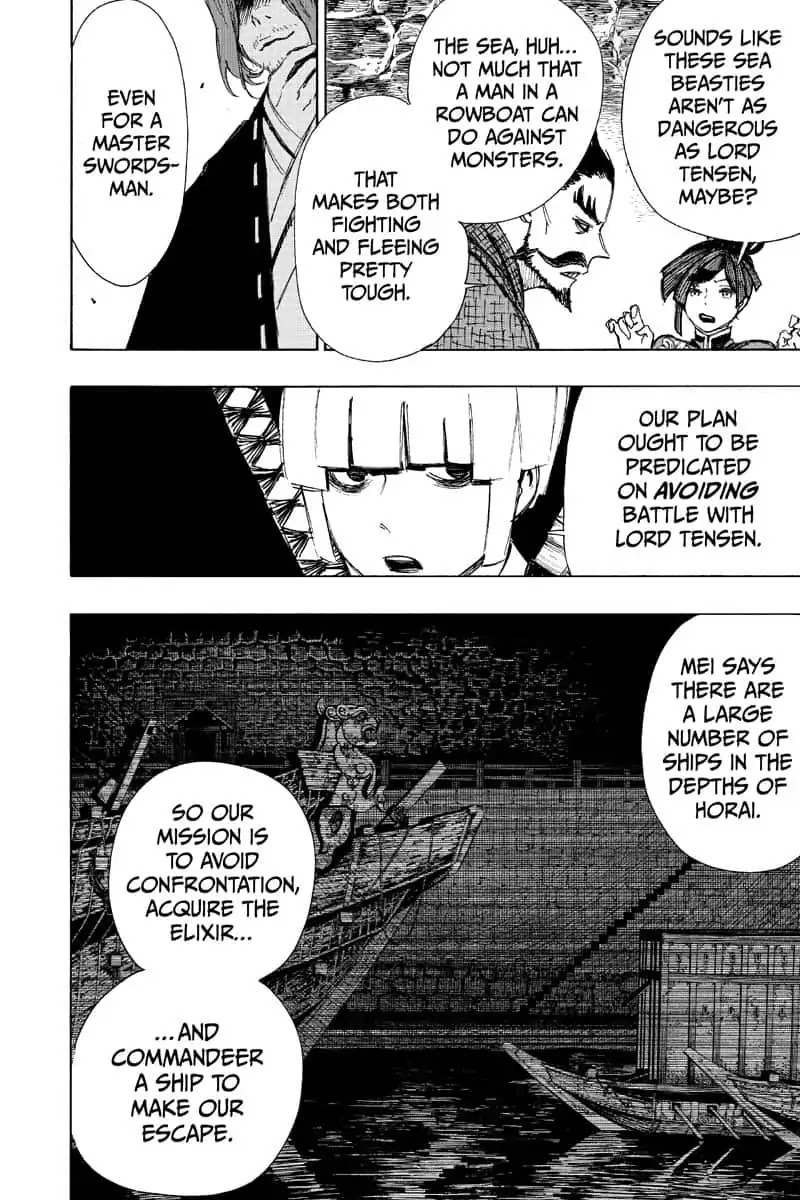 SOUNDS LIKE
THESE SEA
BEASTIES
AREN'T AS
DANGEROUS
AS LORD
TENSEN,
MAYBE?
THE SEA, HUH...
NOT MUCH THAT
A MAN IN A
ROWBOAT CAN
DO AGAINST
MONSTERS.
THAT
MAKES BOTH
FIGHTING
AND FLEEING
PRETTY
TOUGH.
EVEN
FOR A
MASTER
SWORDS-
MAN.
OUR PLAN
OUGHT TO BE
PREDICATED
ON AVOIDING
BATTLE WITH
LORD TENSEN.
MEI SAYS
THERE ARE
A LARGE
NUMBER OF
SHIPS IN THE
DEPTHS OF
HORAI.
SO OUR
MISSION IS
TO AVOID
CONFRONTATION,
ACQUIRE THE
ELIXIR...
...AND
COMMANDEER
A SHIP TO
MAKE OUR
ESCAPE.